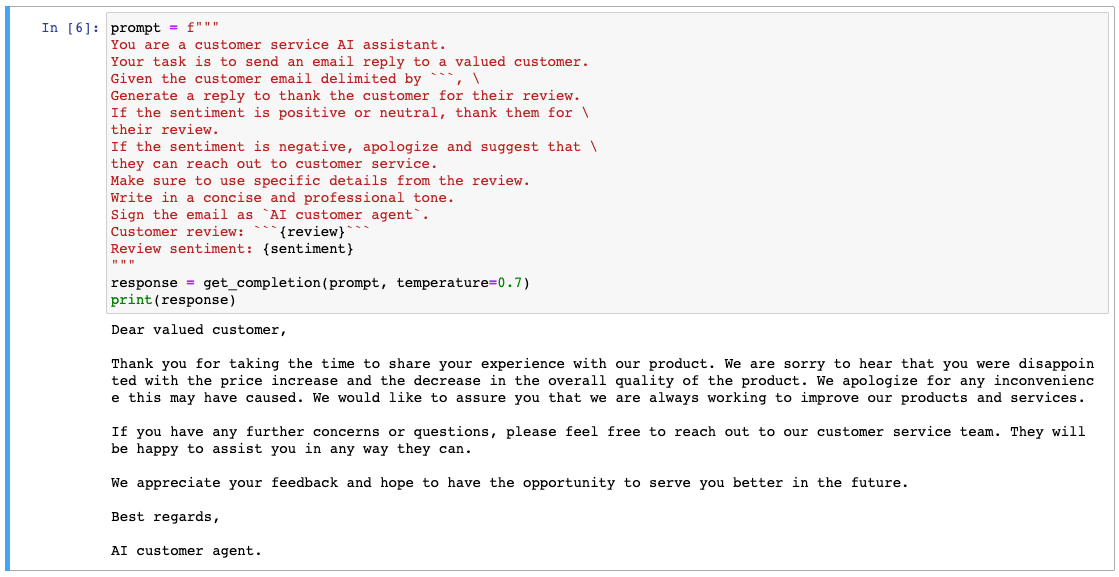 In [6]: prompt = f"""
You are a customer service AI assistant.
Your task is to send an email reply to a valued customer.
Given the customer email delimited by ```, \
Generate a reply to thank the customer for their review.
If the sentiment is positive or neutral, thank them for \
their review.
If the sentiment is negative, apologize and suggest that \
they can reach out to customer service.
Make sure to use specific details from the review.
Write in a concise and professional tone.
Sign the email as `AI customer agent`.
Customer review: ```{review}```
Review sentiment: {sentiment}
"""
response = get_completion(prompt, temperature=0.7)
print(response)
Dear valued customer,
Thank you for taking the time to share your experience with our product. We are sorry to hear that you were disappoin
ted with the price increase and the decrease in the overall quality of the product. We apologize for any inconvenienc
e this may have caused. We would like to assure you that we are always working to improve our products and services.
If you have any further concerns or questions, please feel free to reach out to our customer service team. They will
be happy to assist you in any way they can.
We appreciate your feedback and hope to have the opportunity to serve you better in the future.
Best regards,
AI customer agent.